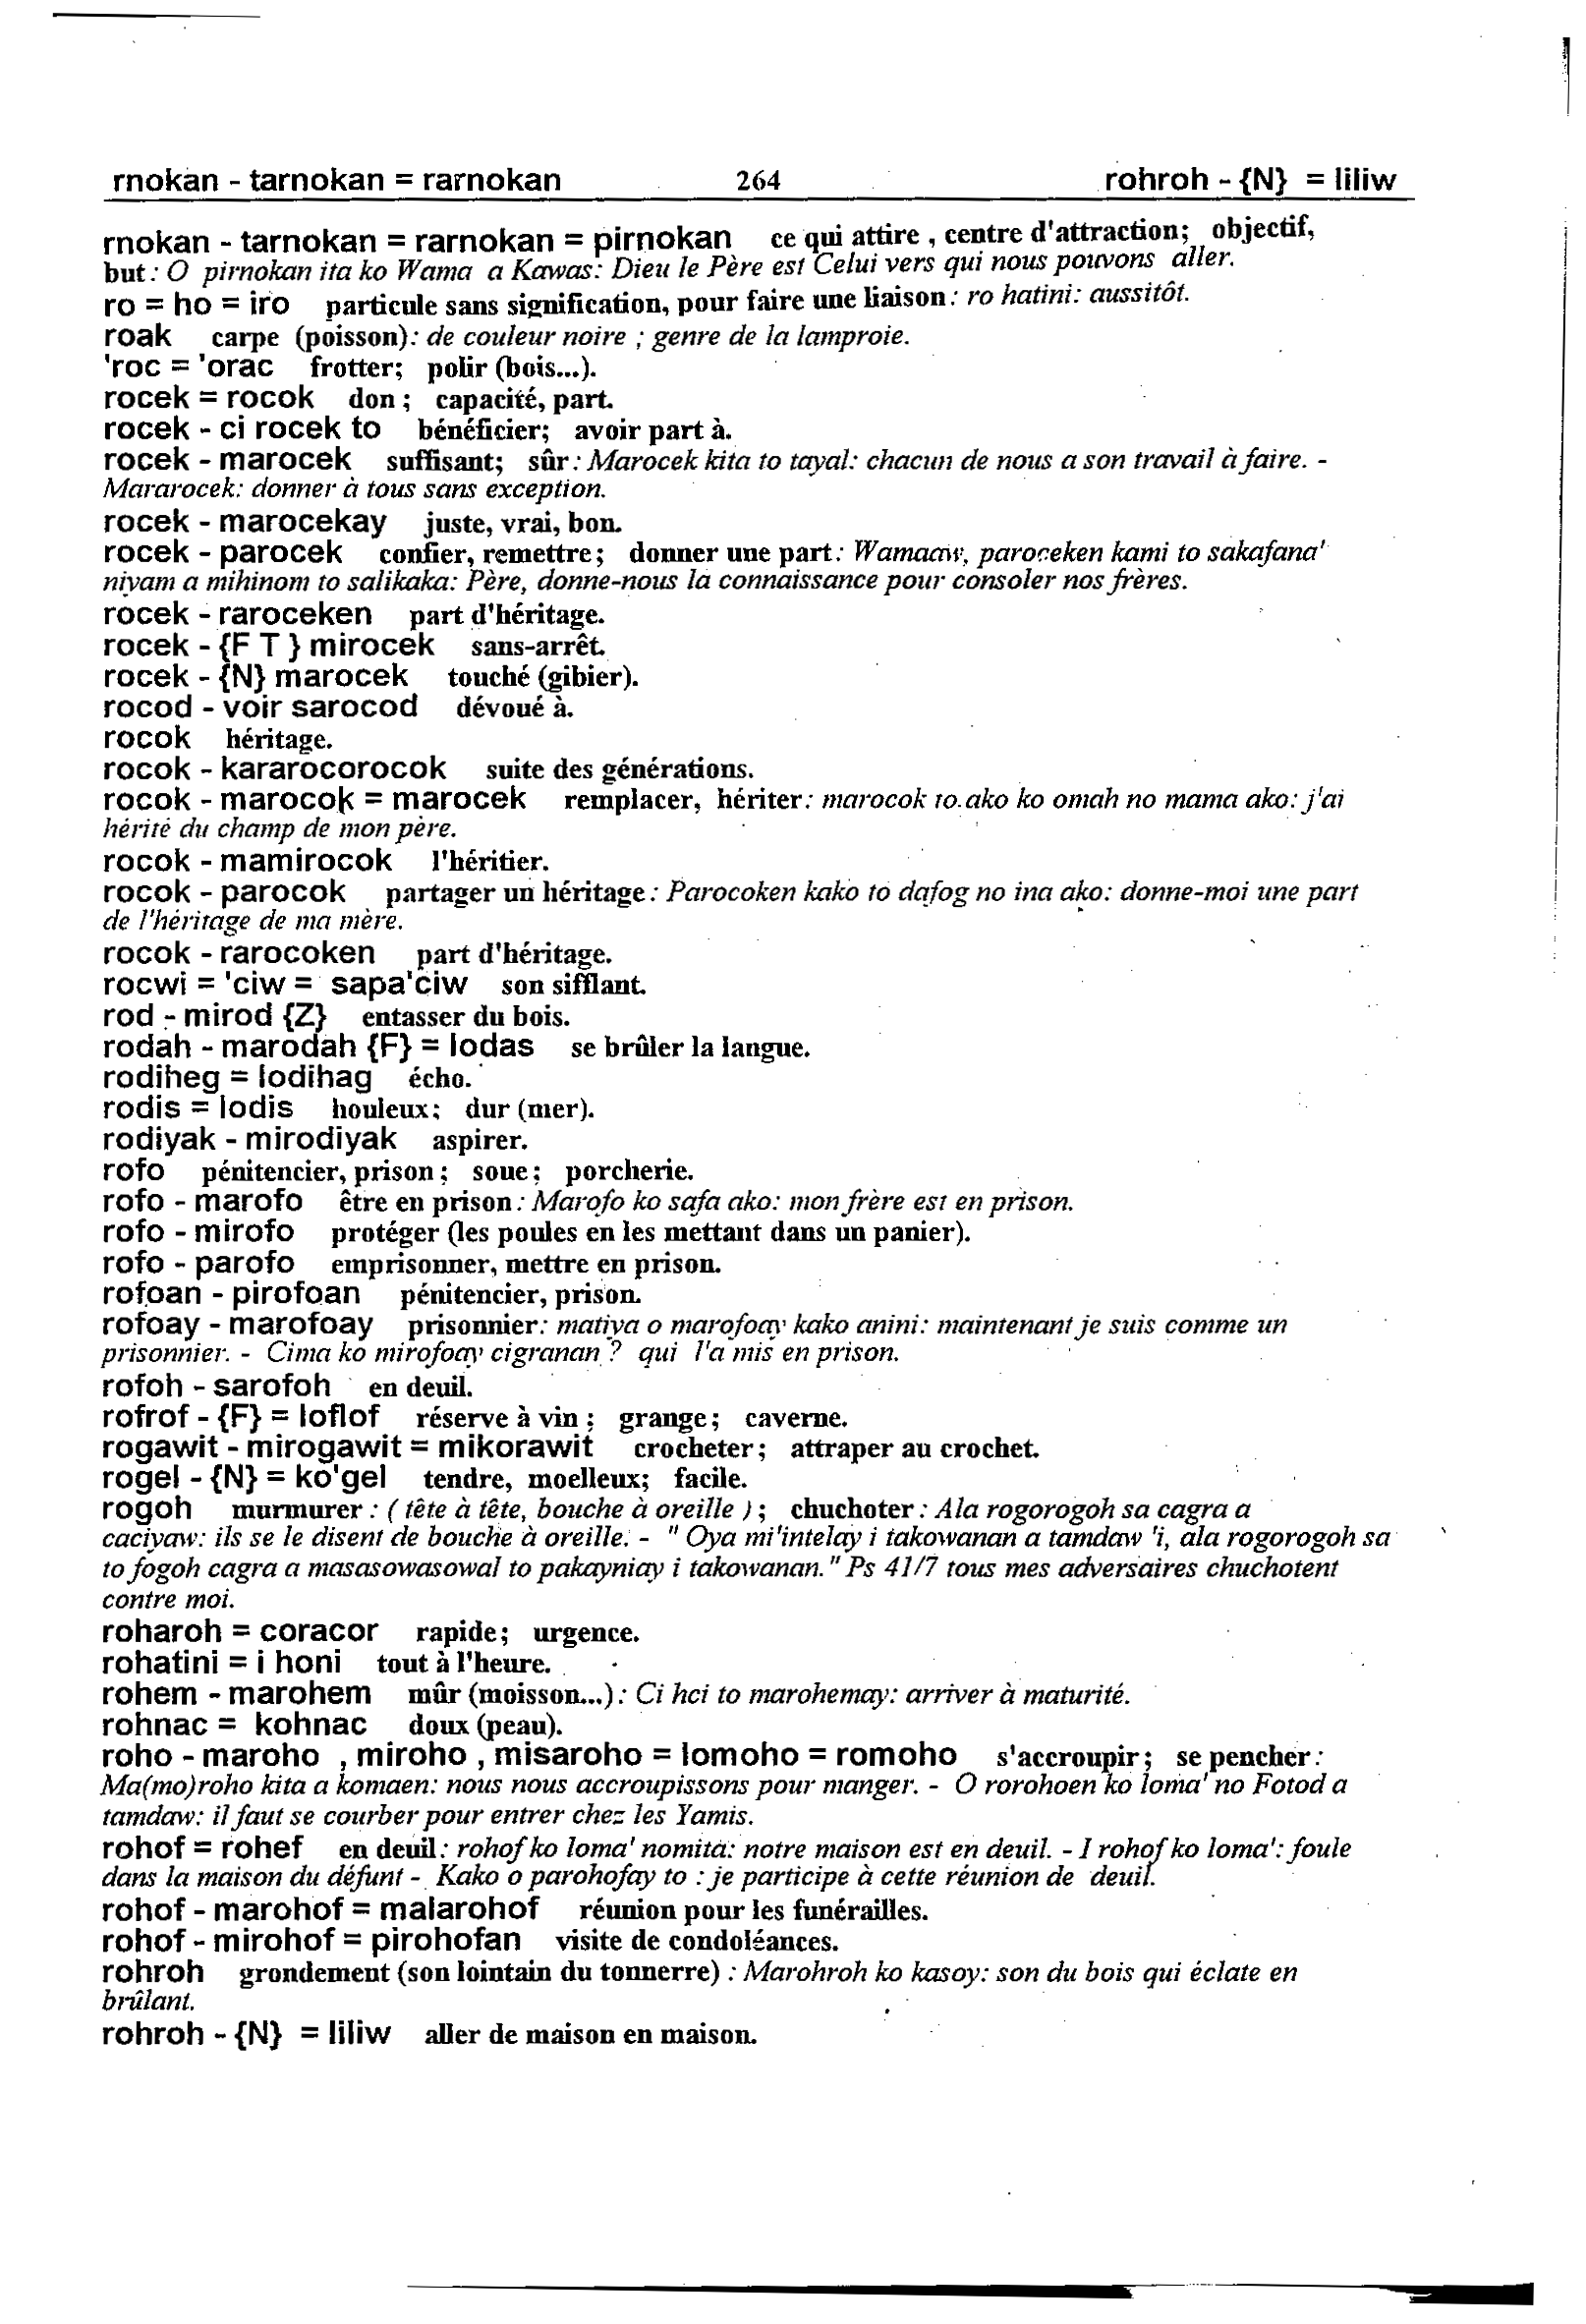 rnokan - tarnokan = rarnokan 264 rohroh - {N} = liliw
rnokan - tarnokan = rarnokan = pirnokan ce qui attire , centre d'attraction; objectif,
but : O pirnokan ita ko Wama a Kawas: Dieu le Père est Celui vers qui nous pouvons aller.
ro = ho = iro particule sans signification, pour faire une liaison : ro hatini: aussitôt.
roak carpe (poisson) : de couleur noire ; genre de la lamproie.
'roc = 'orac frotter; polir (bois...).
rocek = rocok don ; capacité, part.
rocek - ci rocek to bénéficier; avoir part à.
rocek - marocek suffisant; sûr : Marocek kita to tayal: chacun de nous a son travail à faire. -
Mararocek: donner à tous sans exception.
rocek - marocekay juste, vrai, bon.
rocek - parocek confier, remettre ; donner une part : Wamaaw, paroceken kami to sakafana'
niyam a mihinom to salikaka: Père, donne-nous la connaissance pour consoler nos frères.
rocek - raroceken part d'héritage.
rocek - {F T } mirocek sans-arrêt.
rocek - {N} marocek touché (gibier).
rocod - voir sarocod dévoué à.
rocok héritage.
rocok - kararocorocok suite des générations.
rocok - marocok = marocek remplacer, hériter : marocok to ako ko omah no mama ako: j'ai
hérité du champ de mon père.
rocok - mamirocok l'héritier.
rocok - parocok partager un héritage : Parocoken kako to dafog no ina ako: donne-moi une part
de l'héritage de ma mère.
rocok - rarocoken part d'héritage.
rocwi = 'ciw = sapa'ciw son sifflant.
rod - mirod {Z} entasser du bois.
rodah - marodah {F} = lodas se brûler la langue.
rodiheg = lodihag écho.
rodis = lodis houleux; dur (mer).
rodiyak - mirodiyak aspirer.
rofo pénitencier, prison ; soue ; porcherie.
rofo - marofo être en prison : Marofo ko safa ako: mon frère est en prison.
rofo - mirofo protéger (les poules en les mettant dans un panier).
rofo - parofo emprisonner, mettre en prison.
rofoan - pirofoan pénitencier, prison.
rofoay - marofoay prisonnier : matiya o marofoay kako anini: maintenant je suis comme un
prisonnier. - Cima ko mirofoay cigranan ? qui l'a mis en prison.
rofoh - sarofoh en deuil.
rofrof - {F} = loflof réserve à vin ; grange ; caverne.
rogawit - mirogawit = mikorawit crocheter ; attraper au crochet.
rogel - {N} = ko'gel tendre, moelleux; facile.
rogoh murmurer : ( tête à tête, bouche à oreille ) ; chuchoter : Ala rogorogoh sa cagra a
caciyaw: ils se le disent de bouche à oreille. - " Oya mi'intelay i takowanan a tamdaw 'i, ala rogorogoh sa
to fogoh cagra a masasowasowal to pakayniay i takowanan." Ps 41/7 tous mes adversaires chuchotent
contre moi.
roharoh = coracor rapide ; urgence.
rohatini = i honi tout à l'heure.
rohem - marohem mûr (moisson...) : Ci hci to marohemay: arriver à maturité.
rohnac = kohnac doux (peau).
roho - maroho , miroho , misaroho = lomoho = romoho s'accroupir ; se pencher :
Ma(mo)roho kita a komaen: nous nous accroupissons pour manger. - O rorohoen ko loma' no Fotod a
tamdaw: il faut se courber pour entrer chez les Yamis.
rohof = rohef en deuil : rohof ko loma' nomita: notre maison est en deuil. - I rohof ko loma': foule
dans la maison du défunt - Kako o parohofay to : je participe à cette réunion de deuil.
rohof - marohof = malarohof réunion pour les funérailles.
rohof - mirohof = pirohofan visite de condoléances.
rohroh grondement (son lointain du tonnerre) : Marohroh ko kasoy: son du bois qui éclate en
brûlant.
rohroh - {N} = liliw aller de maison en maison.